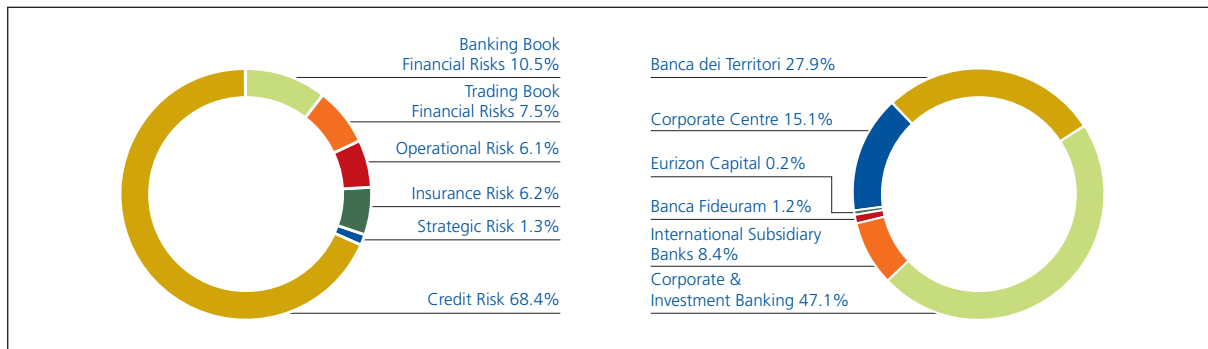 Banking Book
Financial Risks 10.5%
Trading Book
Financial Risks 7.5%
Operational Risk 6.1%
Insurance Risk 6.2%
Strategic Risk 1.3%
Credit Risk 68.4%
Banca dei Territori 27.9%
Corporate Centre 15.1%
Eurizon Capital 0.2%
Banca Fideuram 1.2%
International Subsidiary
Banks 8.4%
Corporate &
Investment Banking 47.1%